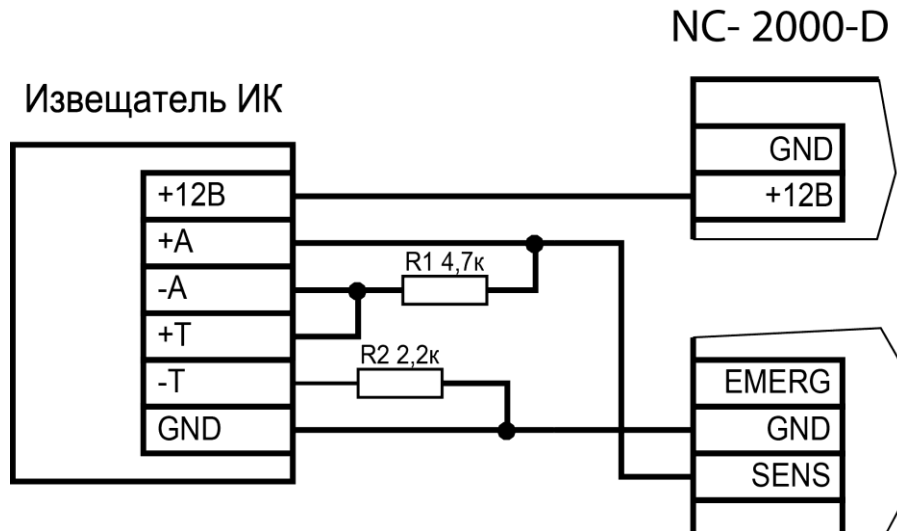 NC- 2000-D
Извещатель ИК
GND
+12В
+12В
+А
R1 4,7к
-А
+Т
R2 2,2к
-Т
EMERG
GND
GND
SENS